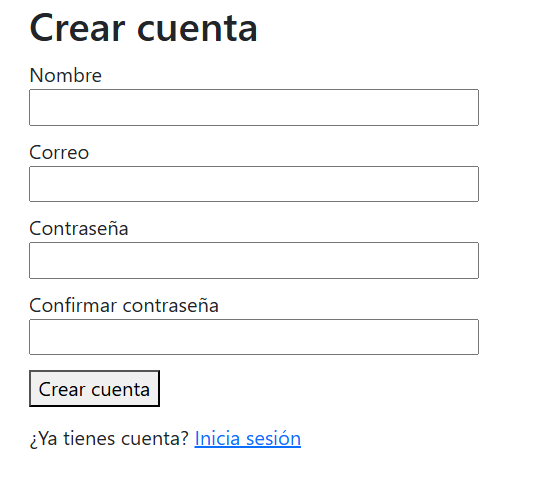 Crear cuenta
Nombre
Correo
Contraseña
Confirmar contraseña
Crear cuenta
¿Ya tienes cuenta? Inicia sesión